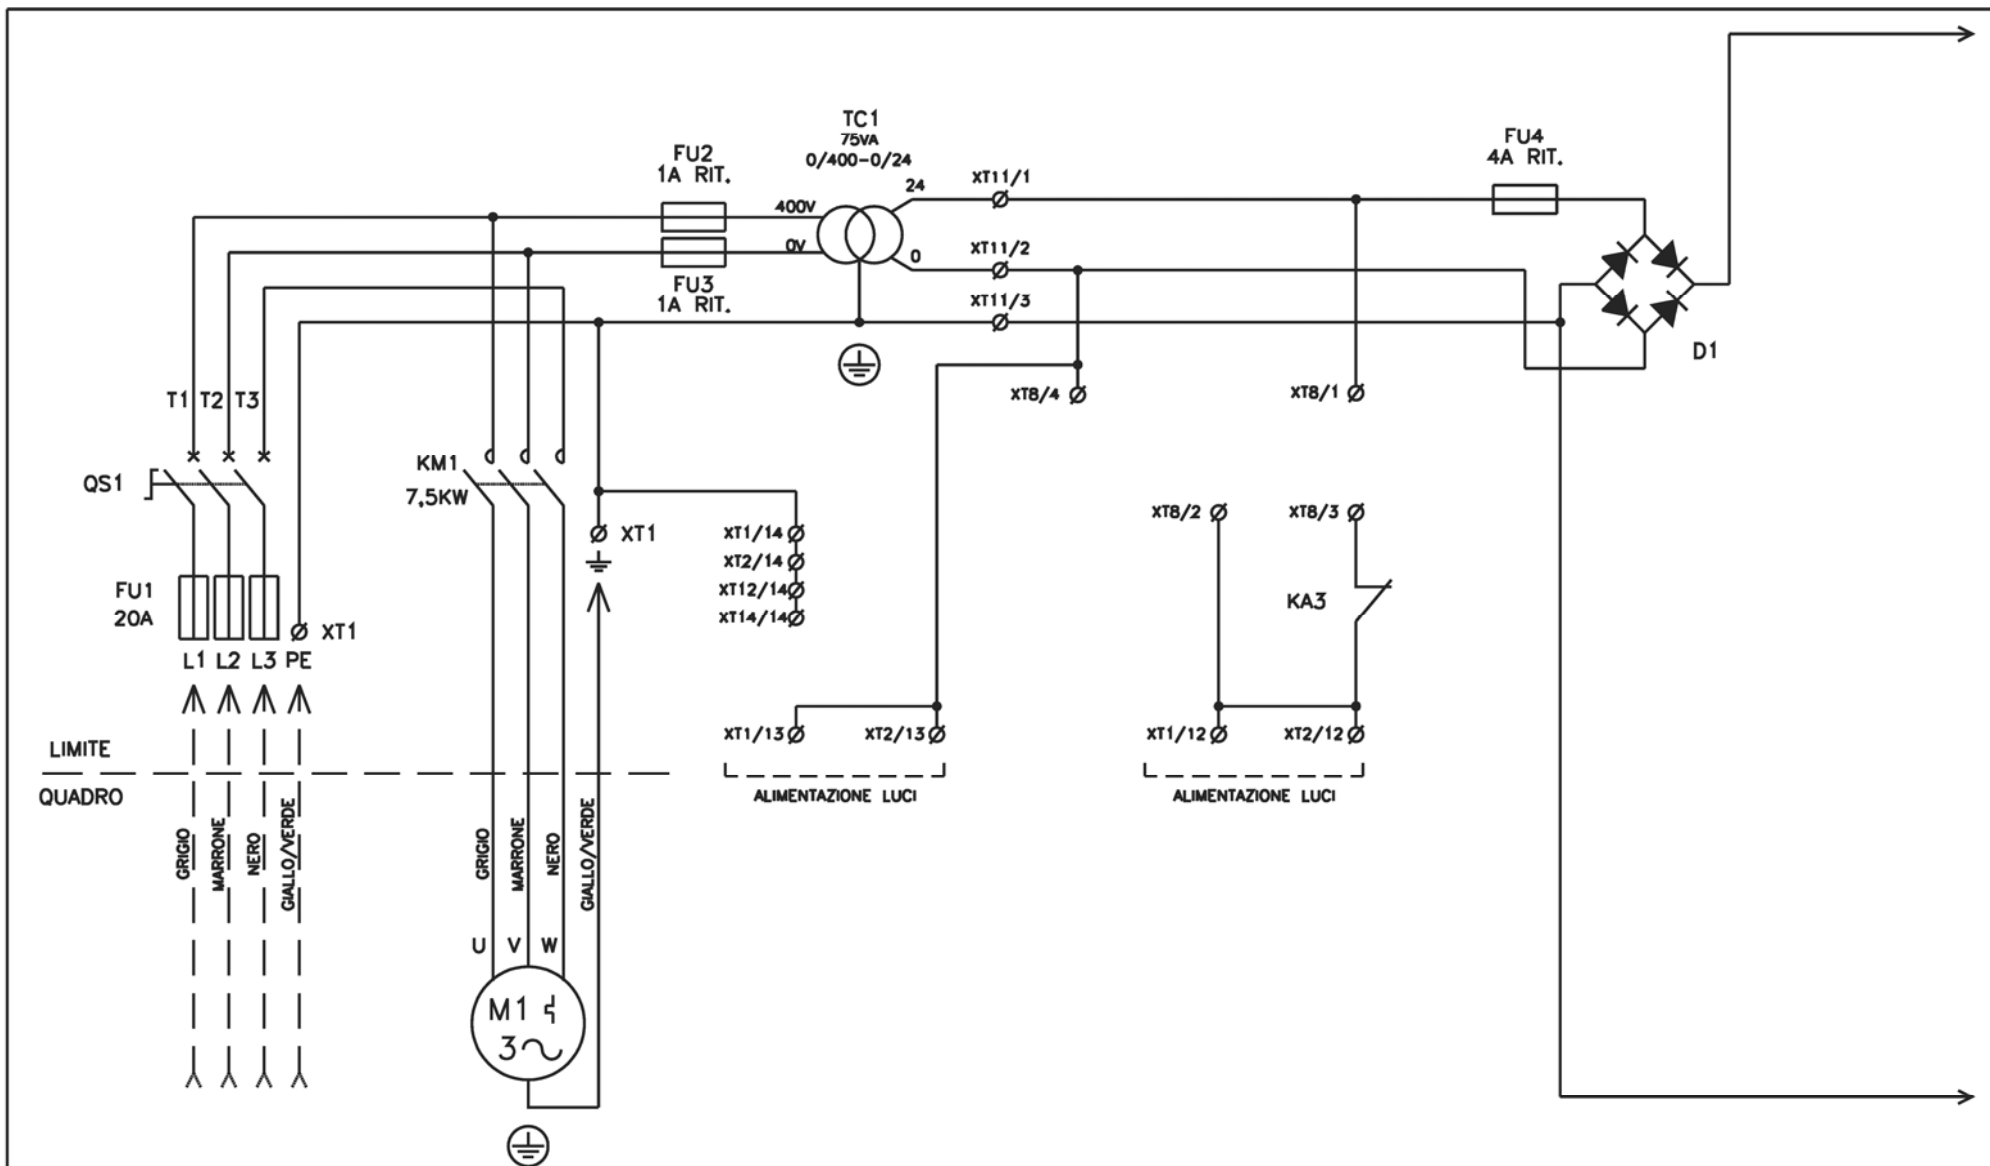 TC1
75VA
0/400-0/24
FU2
1A RIT.
FU4
4A RIT.
24
XT11/1
400V
0V
0
XT11/2
FU3
1A RIT.
XT11/3
D1
T1 T2 T3
XT8/4
XT8/1
QS1
KM1
7,5KW
XT1
XT1/14
XT2/14
XT12/14
XT14/14
XT8/2
XT8/3
FU1
20A
XT1
KA3
L1 L2 L3 PE
XT1/13
XT2/13
XT1/12
XT2/12
LIMITE
QUADRO
ALIMENTAZIONE LUCI
ALIMENTAZIONE LUCI
GRIGIO
MARRONE
NERO
GIALLO/VERDE
GRIGIO
MARRONE
NERO
GIALLO/VERDE
U V W
M1
3